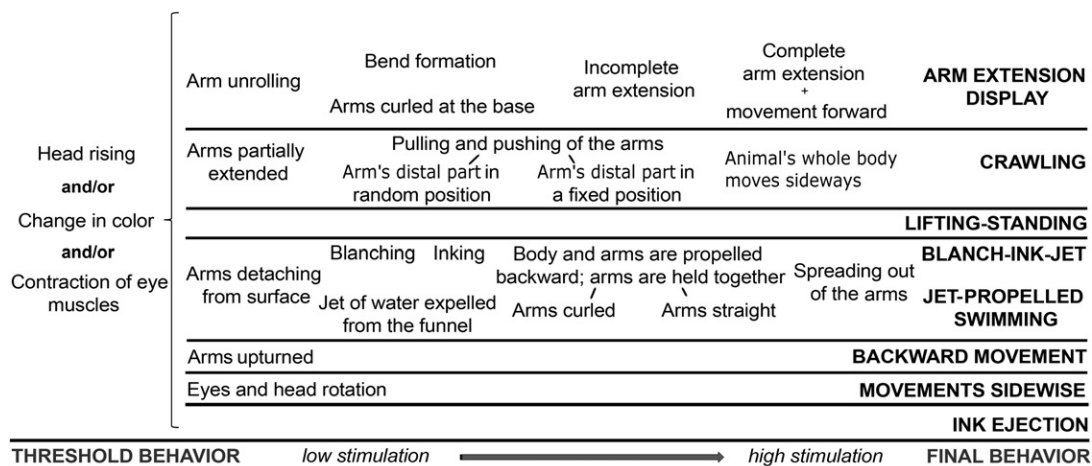 Head rising
and/or
Change in color
and/or
Contraction of eye
muscles
Arm unrolling
Bend formation
Arms curled at the base
Incomplete
arm extension
Complete
arm extension
+
movement forward
ARM EXTENSION
DISPLAY
Arms partially
extended
Pulling and pushing of the arms
Arm's distal part in
random position
Arm's distal part in
a fixed position
Animal's whole body
moves sideways
CRAWLING
LIFTING-STANDING
Arms detaching
from surface
Blanching Inking
Jet of water expelled
from the funnel
Body and arms are propelled
backward; arms are held together
Arms curled
Arms straight
Spreading out
of the arms
BLANCH-INK-JET
JET-PROPELLED
SWIMMING
Arms upturned
BACKWARD MOVEMENT
Eyes and head rotation
MOVEMENTS SIDEWISE
INK EJECTION
THRESHOLD BEHAVIOR low stimulation high stimulation FINAL BEHAVIOR